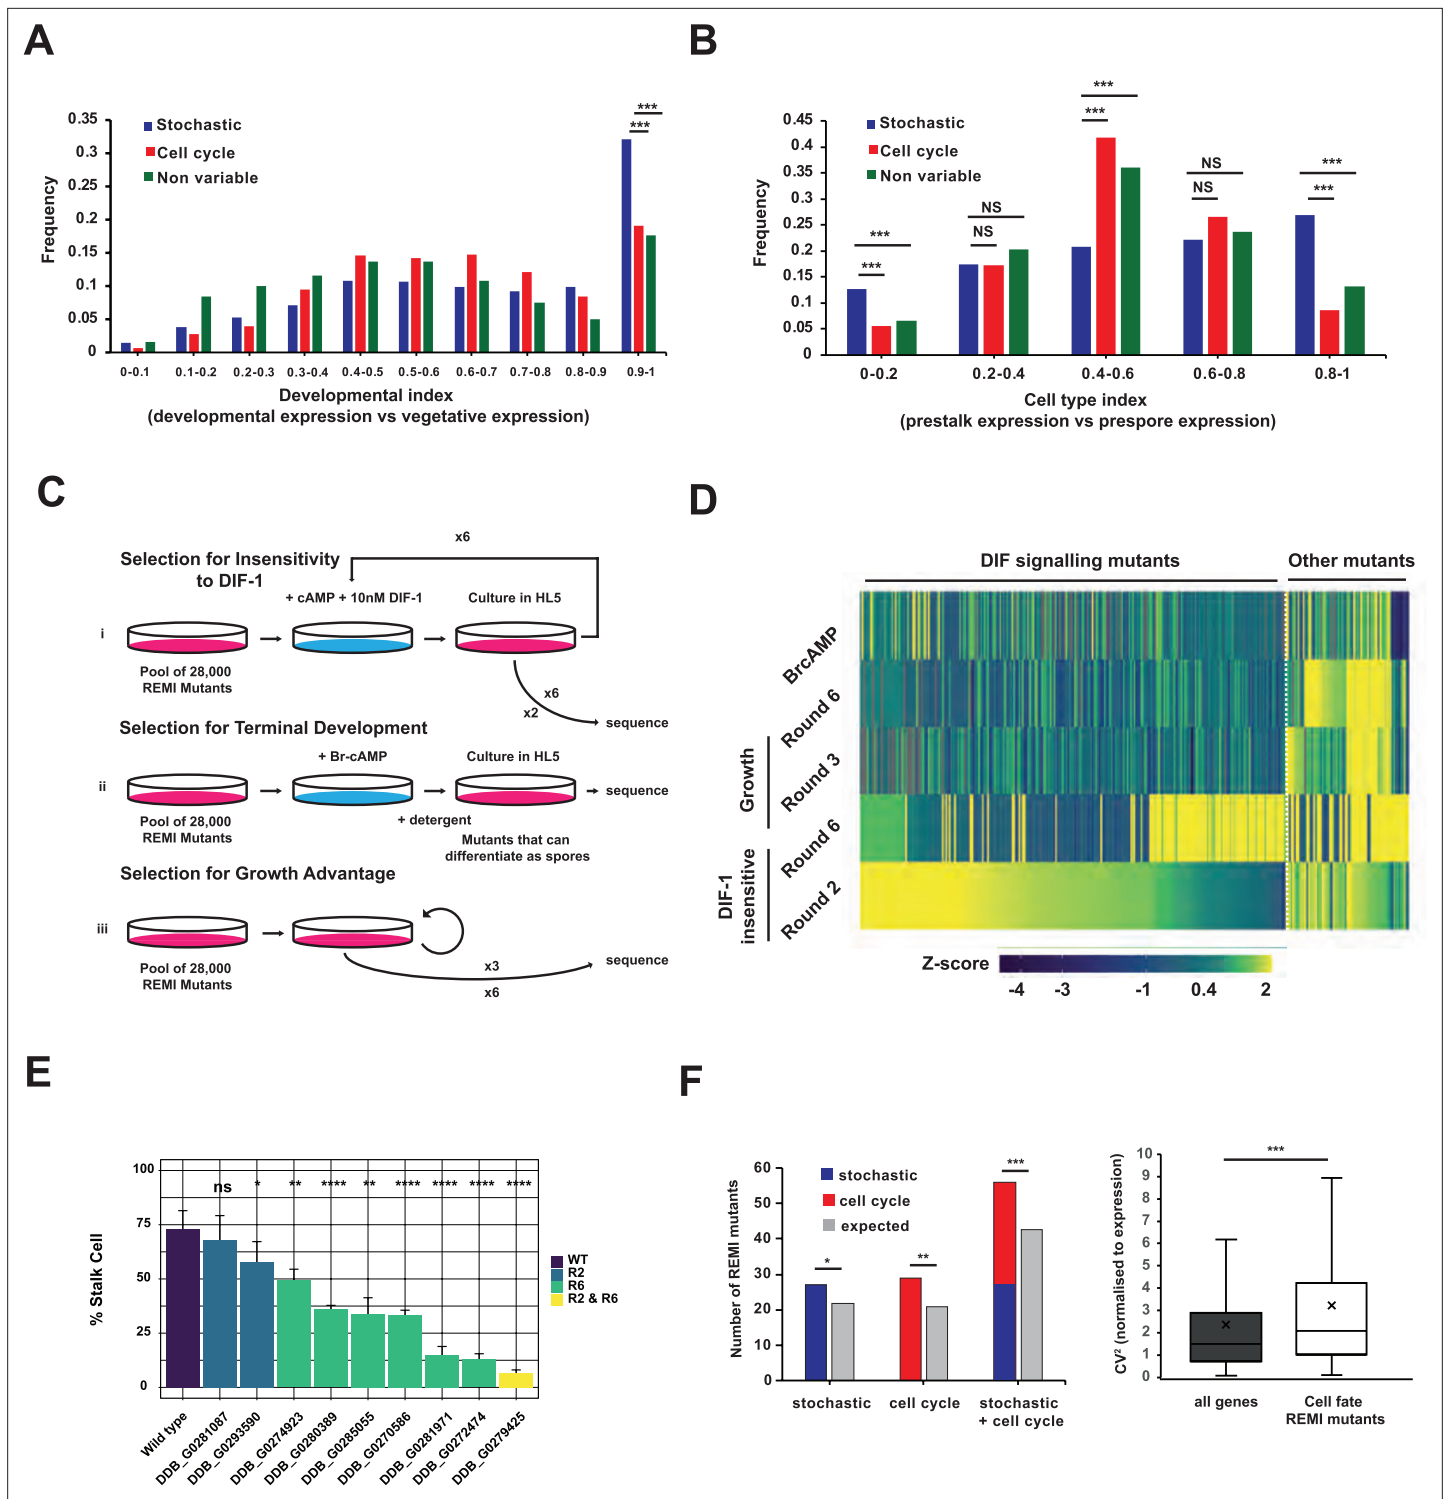 A
Stochastic
Cell cycle
Non variable
***
***
Frequency
0.35
0.3
0.25
0.2
0.15
0.1
0.05
0
0-0.1
0.1-0.2
0.2-0.3
0.3-0.4
0.4-0.5
0.5-0.6
0.6-0.7
0.7-0.8
0.8-0.9
0.9-1
Developmental index
(developmental expression vs vegetative expression)
B
Stochastic
Cell cycle
Non variable
***
***
NS
NS
***
***
NS
NS
***
***
Frequency
0.45
0.4
0.35
0.3
0.25
0.2
0.15
0.1
0.05
0
0-0.2
0.2-0.4
0.4-0.6
0.6-0.8
0.8-1
Cell type index
(prestalk expression vs prespore expression)
C
x6
Selection for Insensitivity
to DIF-1
+ cAMP + 10nM DIF-1
Culture in HL5
i
Pool of 28,000
REMI Mutants
x6
x2
sequence
Selection for Terminal Development
+ Br-cAMP
Culture in HL5
ii
sequence
Pool of 28,000
REMI Mutants
+ detergent
Mutants that can
differentiate as spores
Selection for Growth Advantage
iii
Pool of 28,000
REMI Mutants
x3
x6
sequence
D
DIF signalling mutants
Other mutants
BrcAMP
Round 6
Round 3
Growth
Round 6
Round 2
DIF-1
insensitive
Z-score
-4
-3
-1
0.4
2
E
% Stalk Cell
100
75
50
25
0
ns
*
**
****
**
****
****
****
****
WT
R2
R6
R2 & R6
Wild type
DDB_G0281087
DDB_G0293590
DDB_G0274923
DDB_G0280389
DDB_G0285055
DDB_G0270586
DDB_G0281971
DDB_G0272474
DDB_G0279425
F
Number of REMI mutants
60
50
40
30
20
10
0
stochastic
cell cycle
expected
*
**
***
stochastic
cell cycle
stochastic
+ cell cycle
CV² (normalised to expression)
10
9
8
7
6
5
4
3
2
1
0
***
all genes
Cell fate
REMI mutants